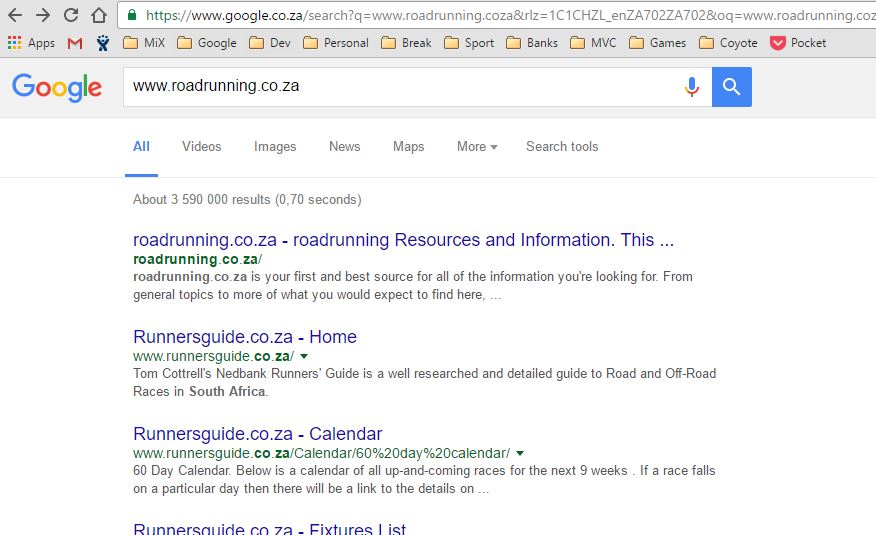 https://www.google.co.za/search?q=www.roadrunning.coza&rlz=1C1CHZL_enZA702ZA702&oq=www.roadrunning.coz
Apps MiX Google Dev Personal Break Sport Banks MVC Games Coyote Pocket
Google www.roadrunning.co.za
All Videos Images News Maps More Search tools
About 3 590 000 results (0,70 seconds)
roadrunning.co.za - roadrunning Resources and Information. This ...
roadrunning.co.za/
roadrunning.co.za is your first and best source for all of the information you're looking for. From
general topics to more of what you would expect to find here, ...
Runnersguide.co.za - Home
www.runnersguide.co.za/
Tom Cottrell's Nedbank Runners' Guide is a well researched and detailed guide to Road and Off-Road
Races in South Africa.
Runnersguide.co.za - Calendar
www.runnersguide.co.za/Calendar/60%20day%20calendar/
60 Day Calendar. Below is a calendar of all up-and-coming races for the next 9 weeks . If a race falls
on a particular day then there will be a link to the details on ...
Runnersguide.co.za - Fixtures List